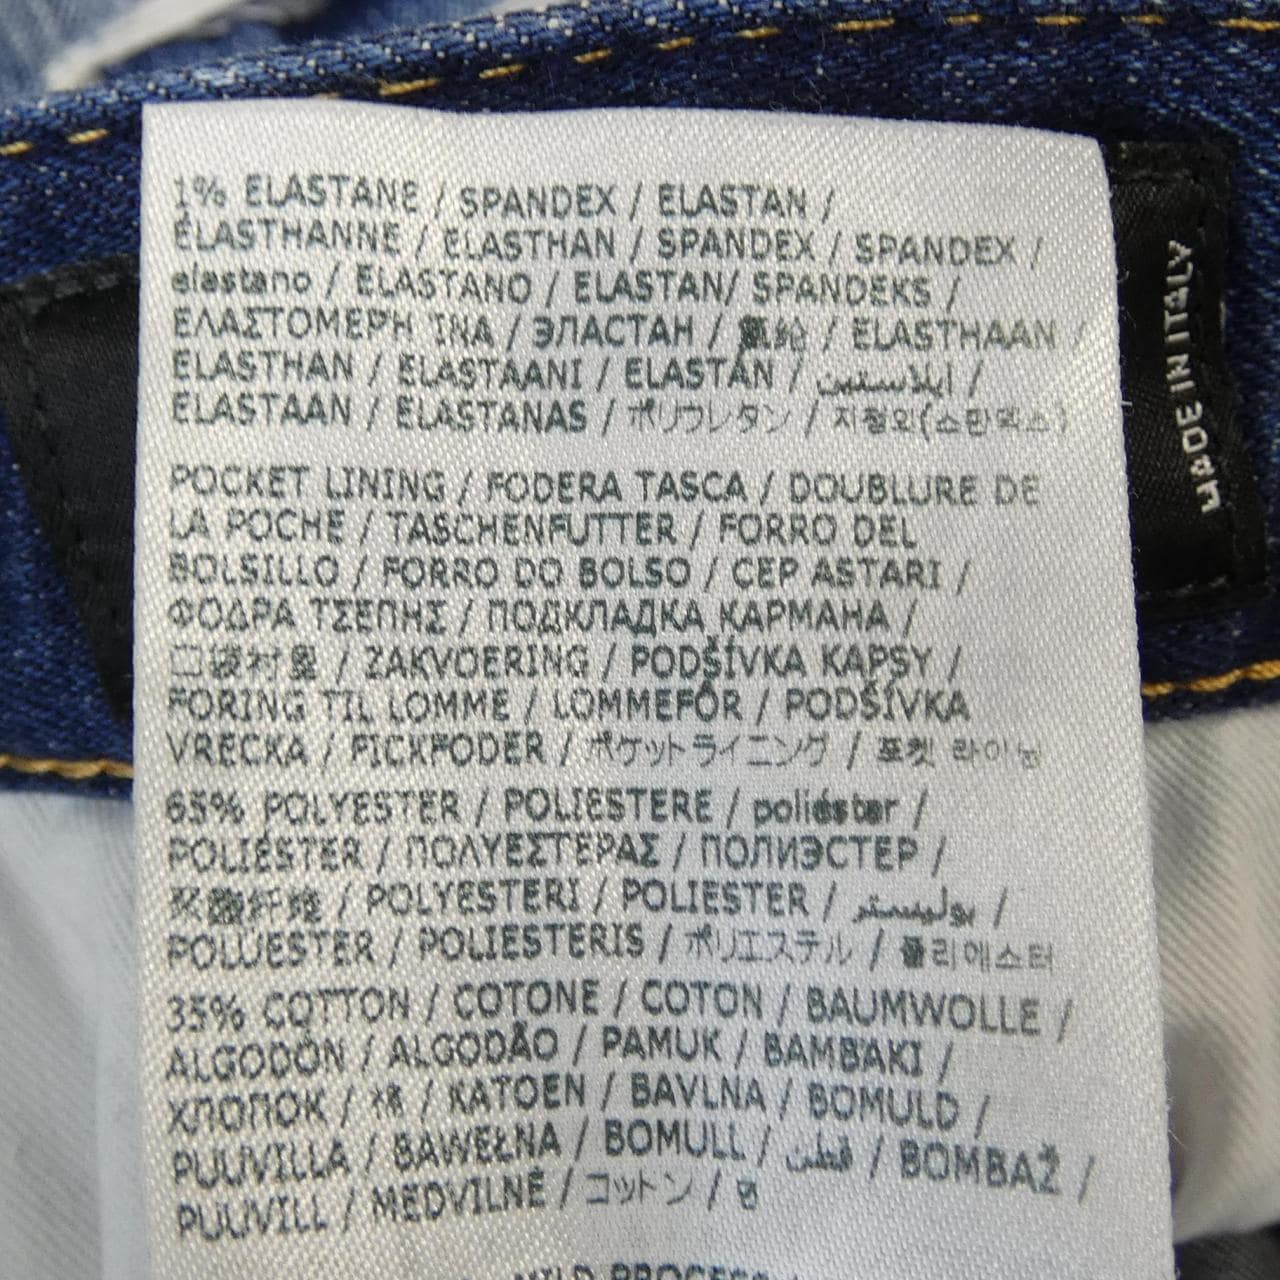 1% ELASTANE / SPANDEX / ELASTAN /
ÉLASTHANNE / ELASTHAN / SPANDEX / SPANDEX /
elastano / ELASTANO / ELASTAN/ SPANDEKS /
ΕΛΑΣΤΟΜΕΡΗ ΊΝΑ / ЭЛАСТАН / 氨纶 / ELASTHAAN /
ELASTHAN / ELASTAANI / ELASTAN / ايلاستين /
ELASTAAN / ELASTANAS / ポリウレタン / 지정외(스판덱스)
POCKET LINING / FODERA TASCA / DOUBLURE DE
LA POCHE / TASCHENFUTTER / FORRO DEL
BOLSILLO / FORRO DO BOLSO / CEP ASTARI /
ΦΟΔΡΑ ΤΣΕΠΗΣ / ПОДКЛАДКА КАРМАНА /
口袋衬里 / ZAKVOERING / PODŠÍVKA KAPSY /
FORING TIL LOMME / LOMMEFÔR / PODŠÍVKA
VRECKA / FICKFODER / ポケットライニング / 포켓 라이닝
65% POLYESTER / POLIESTERE / poliéster /
POLIÉSTER / ΠΟΛΥΕΣΤΕΡΑΣ / ПОЛИЭСТЕР /
聚酯纤维 / POLYESTERI / POLIESTER / بوليستر /
POLÜESTER / POLIESTERIS / ポリエステル / 폴리에스터
35% COTTON / COTONE / COTON / BAUMWOLLE /
ALGODÓN / ALGODÃO / PAMUK / BAMBAKI /
ХЛОПОК / 棉 / KATOEN / BAVLNA / BOMULD /
PUUVILLA / BAWEŁNA / BOMULL / قطن / BOMBAŽ /
PUUVILL / MEDVILNÉ / コットン / 면
MILD PROCESS
MADE IN ITALY